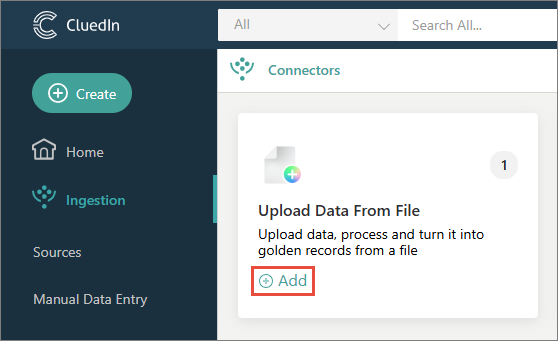 CluedIn
All
Search All...
Connectors
Create
Home
Ingestion
Sources
Manual Data Entry
1
Upload Data From File
Upload data, process and turn it into
golden records from a file
Add